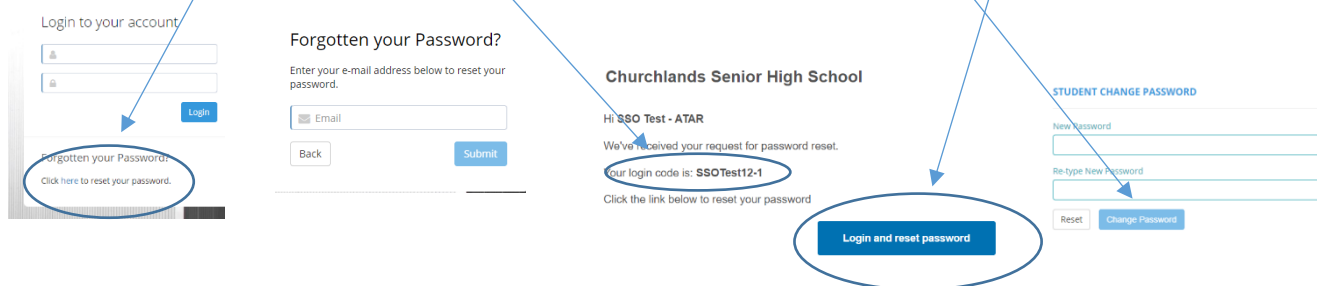 Login to your account
Login
Forgotten your Password?
Click here to reset your password.
Forgotten your Password?
Enter your e-mail address below to reset your
password.
Email
Back
Submit
Churchlands Senior High School
Hi SSO Test - ATAR
We've received your request for password reset.
Your login code is: SSOTest12-1
Click the link below to reset your password
Login and reset password
STUDENT CHANGE PASSWORD
New Password
Re-type New Password
Reset
Change Password